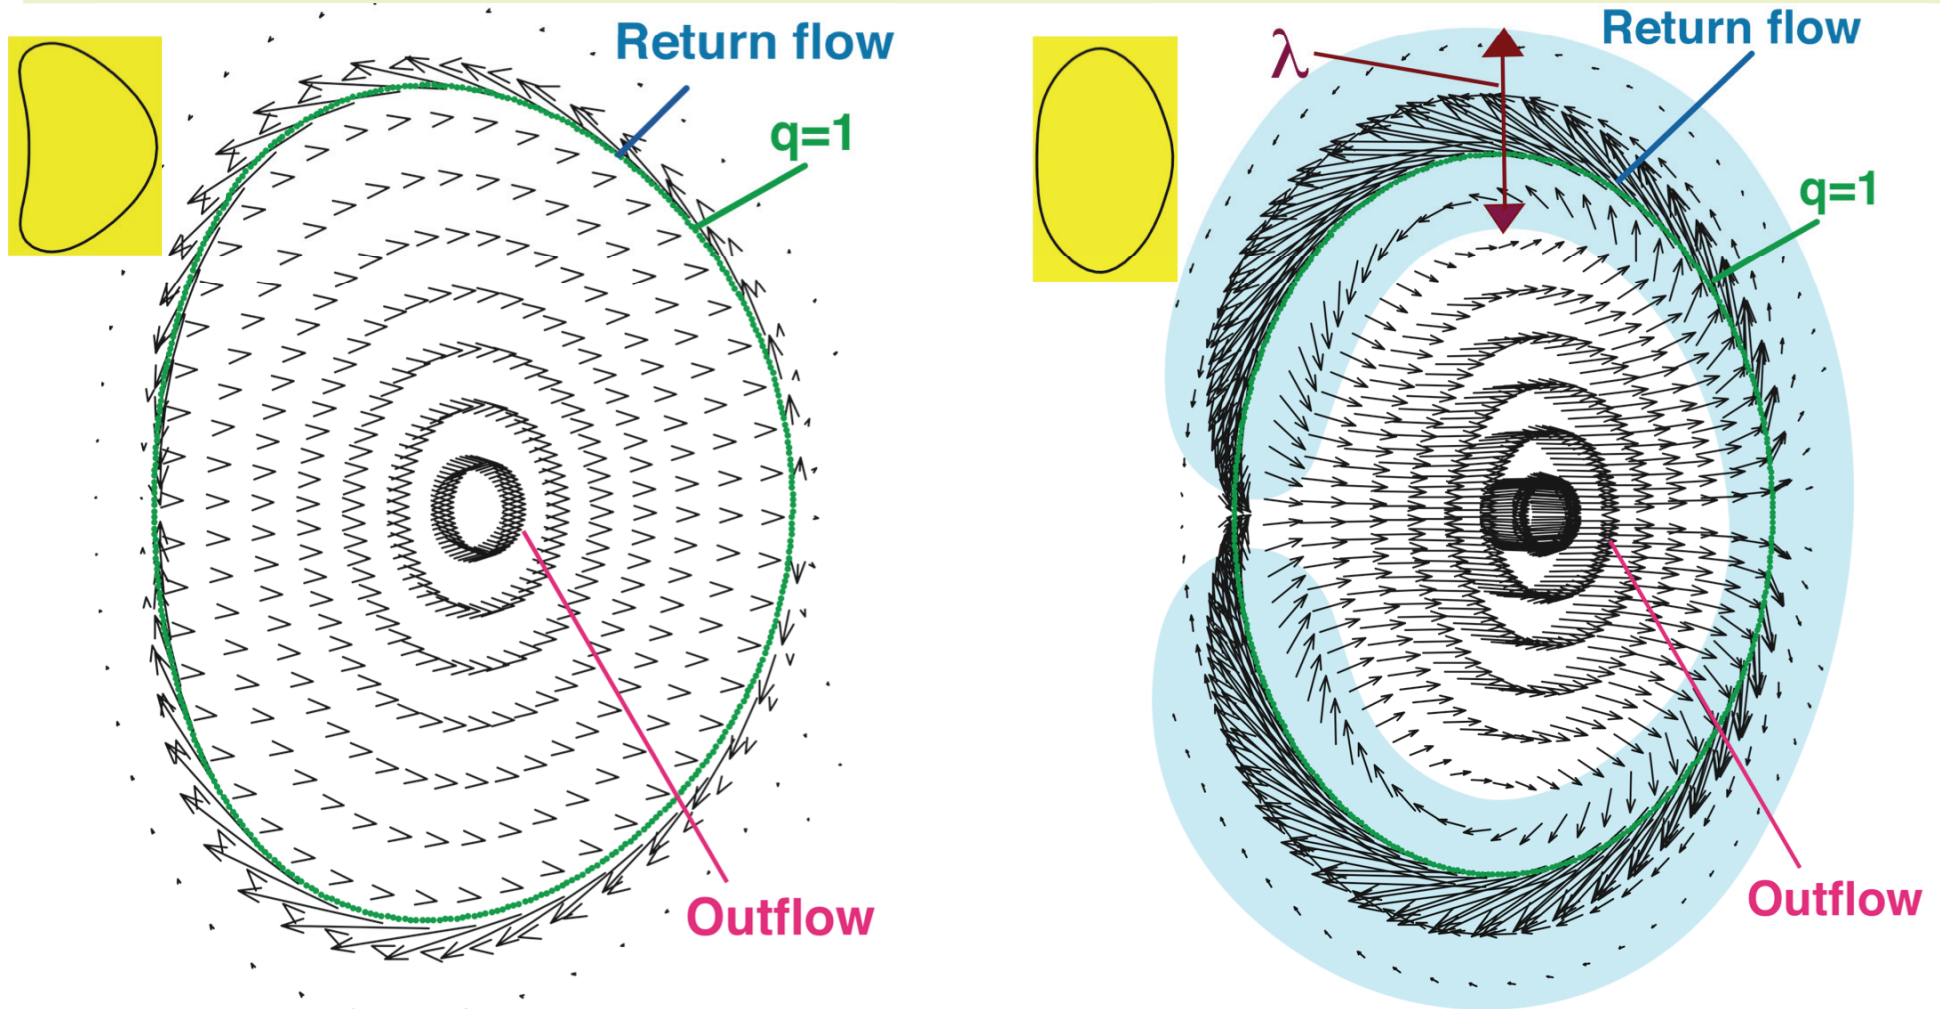 Return flow
q=1
Outflow
λ
Return flow
q=1
Outflow